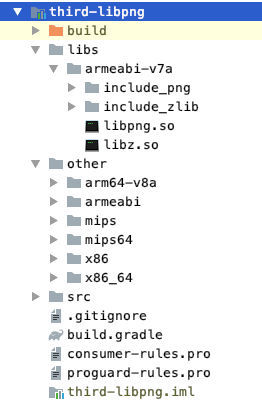 third-libpng
build
libs
armeabi-v7a
include_png
include_zlib
libpng.so
libz.so
other
arm64-v8a
armeabi
mips
mips64
x86
x86_64
src
.gitignore
build.gradle
consumer-rules.pro
proguard-rules.pro
third-libpng.iml